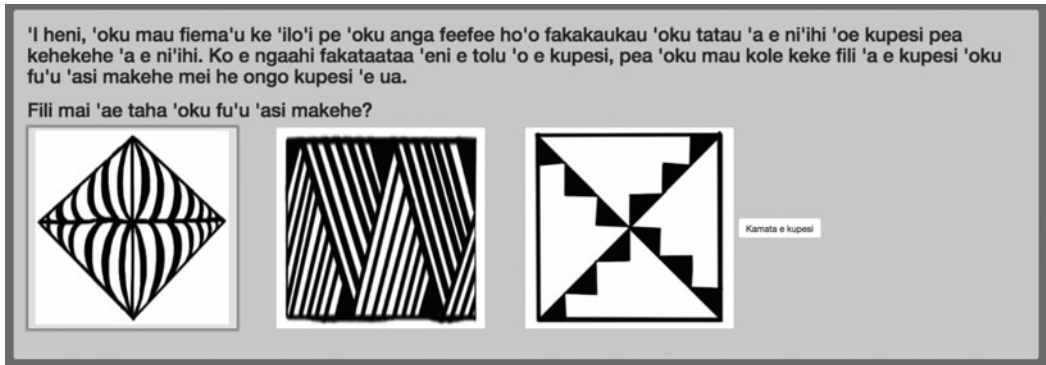 'I heni, 'oku mau fiema'u ke 'ilo'i pe 'oku anga feefee ho'o fakakaukau 'oku tatau 'a e ni'ihi 'oe kupesi pea
kehekehe 'a e ni'ihi. Ko e ngaahi fakataataa 'eni e tolu 'o e kupesi, pea 'oku mau kole keke fili 'a e kupesi 'oku
fu'u 'asi makehe mei he ongo kupesi 'e ua.
Fili mai 'ae taha 'oku fu'u 'asi makehe?
Kamata e kupesi